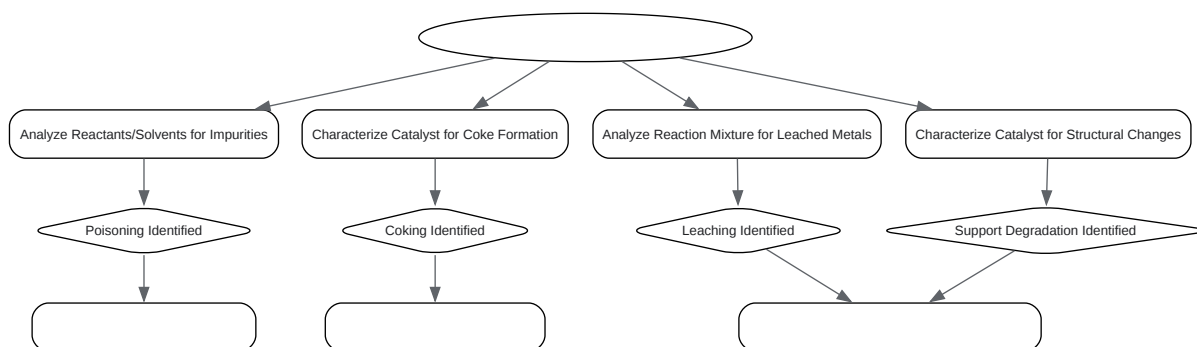 Analyze Reactants/Solvents for Impurities
Characterize Catalyst for Coke Formation
Analyze Reaction Mixture for Leached Metals
Characterize Catalyst for Structural Changes
Poisoning Identified
Coking Identified
Leaching Identified
Support Degradation Identified